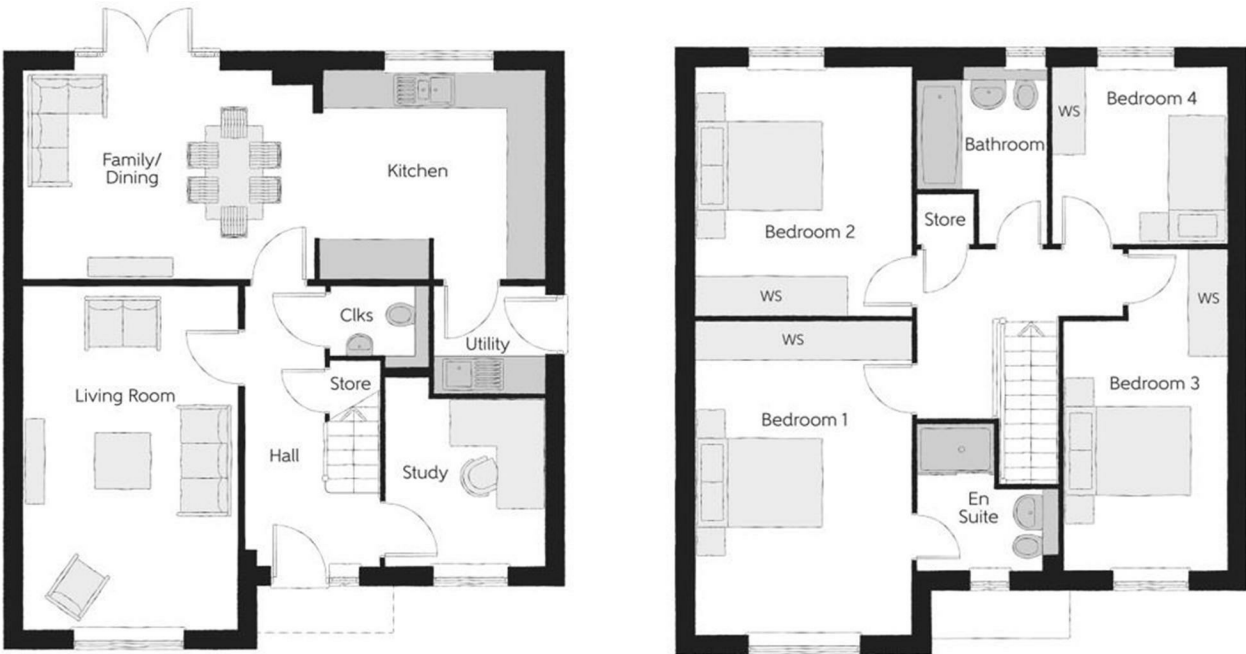 Family/
Dining
Kitchen
Clks
Utility
Living Room
Store
Hall
Study
WS
Bedroom 4
Bathroom
Bedroom 2
Store
WS
WS
WS
Bedroom 1
Bedroom 3
En
Suite